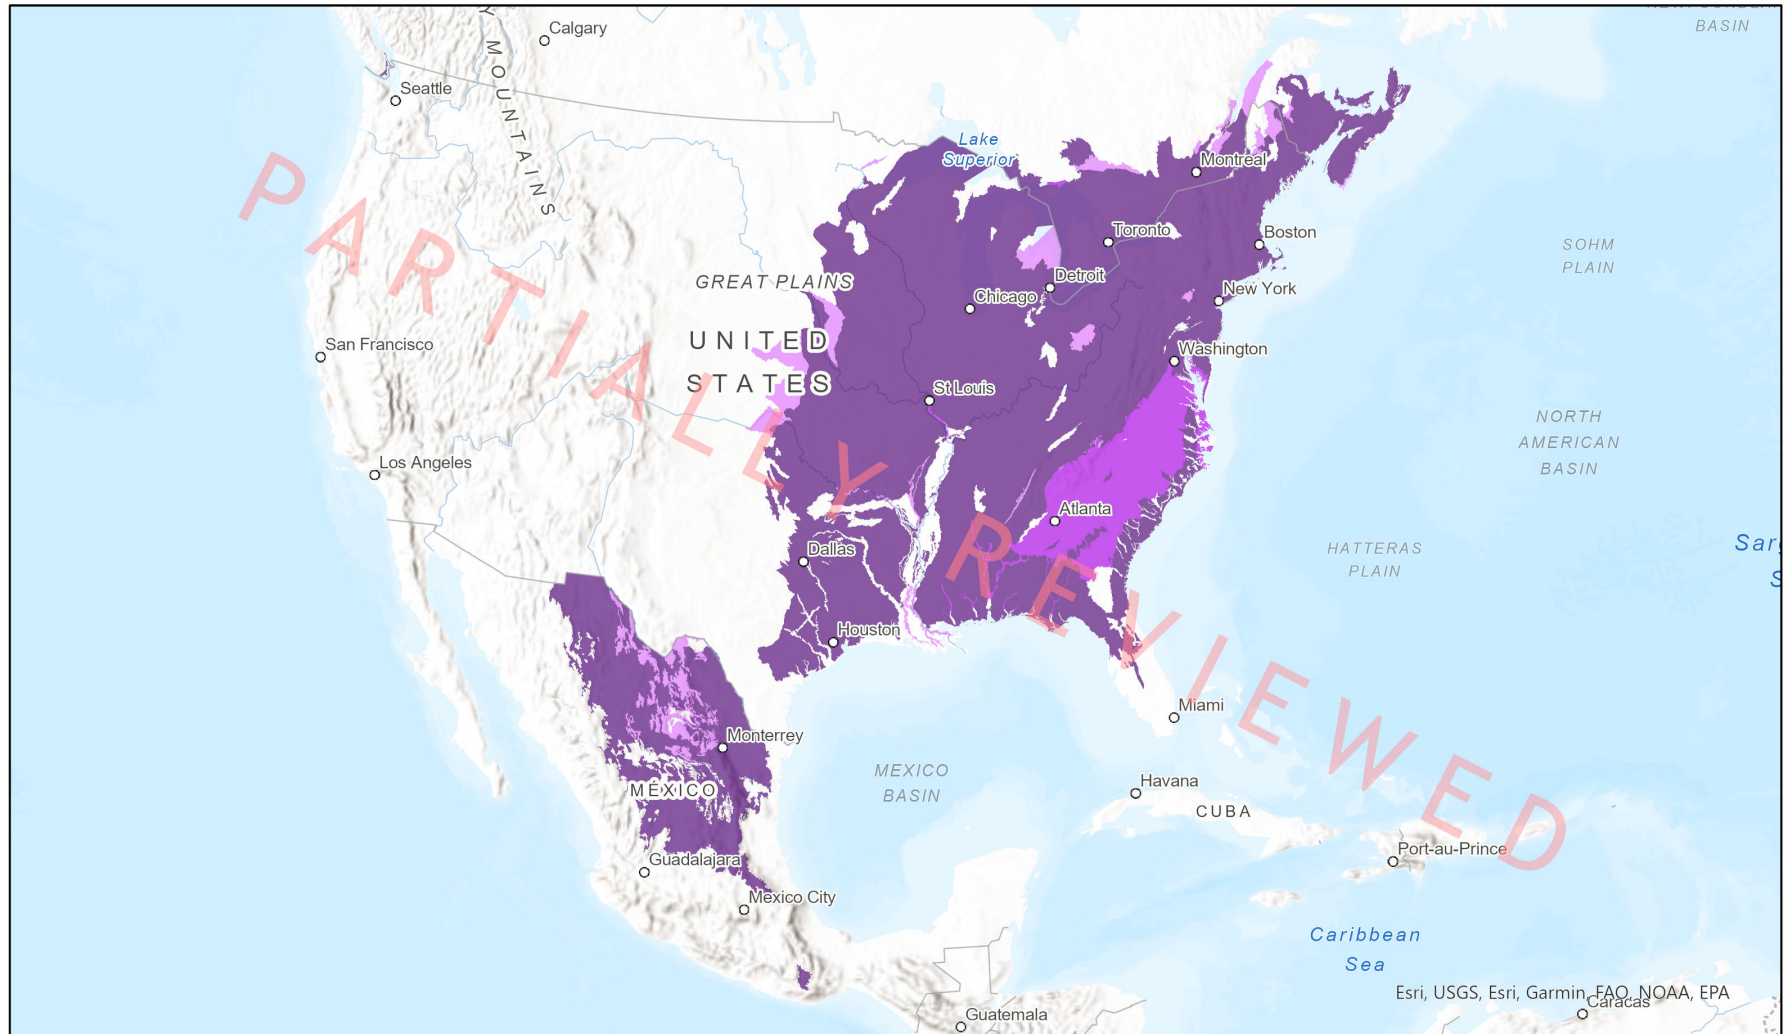 BASIN
Calgary
Y MOUNTAINS
Seattle
Lake
Superior
Montreal
Toronto
Boston
SOHM
PLAIN
GREAT PLAINS
Detroit
Chicago
New York
UNITED
STATES
San Francisco
Washington
St Louis
NORTH
AMERICAN
BASIN
Los Angeles
Atlanta
PARTIALLY REVIEWED
Dallas
HATTERAS
PLAIN
Sar
S
Houston
Miami
Monterrey
MÉXICO
MEXICO
BASIN
Havana
CUBA
Port-au-Prince
Guadalajara
Mexico City
Caribbean
Sea
Esri, USGS, Esri, Garmin, FAO, NOAA, EPA
Caracas
Guatemala